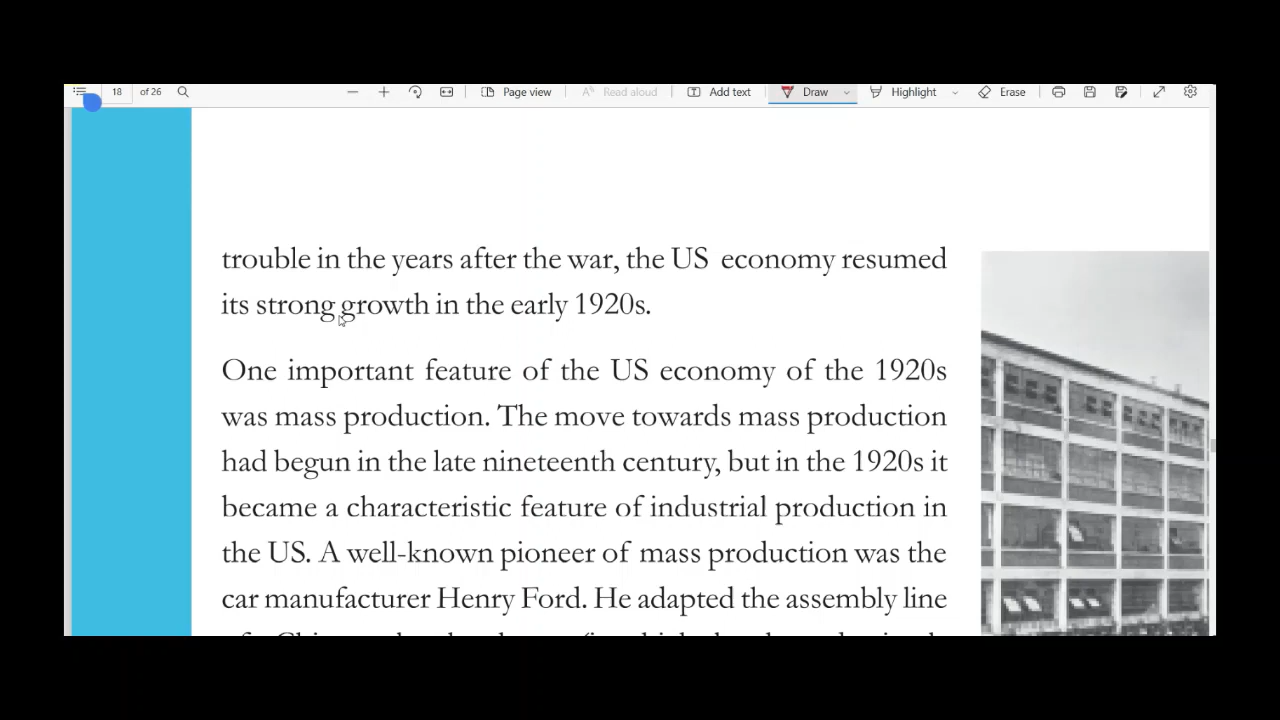 18 of 26 Page view Read aloud Add text Draw Highlight Erase
trouble in the years after the war, the US economy resumed
its strong growth in the early 1920s.
One important feature of the US economy of the 1920s
was mass production. The move towards mass production
had begun in the late nineteenth century, but in the 1920s it
became a characteristic feature of industrial production in
the US. A well-known pioneer of mass production was the
car manufacturer Henry Ford. He adapted the assembly line